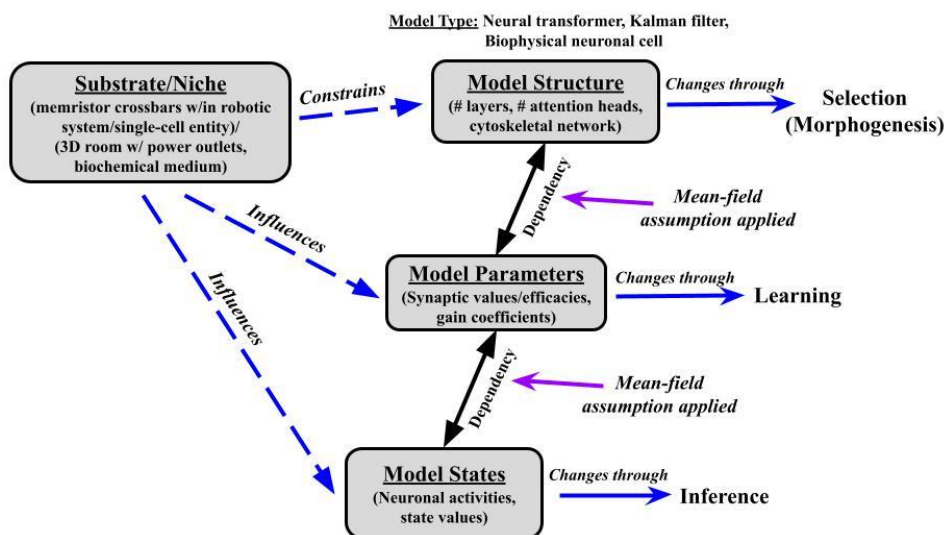 Model Type: Neural transformer, Kalman filter,
Biophysical neuronal cell
Substrate/Niche
(memristor crossbars w/in robotic
system/single-cell entity)/
(3D room w/ power outlets,
biochemical medium)
Constrains
Model Structure
(# layers, # attention heads,
cytoskeletal network)
Changes through
Selection
(Morphogenesis)
Dependency
Mean-field
assumption applied
Influences
Influences
Model Parameters
(Synaptic values/efficacies,
gain coefficients)
Changes through
Learning
Dependency
Mean-field
assumption applied
Model States
(Neuronal activities,
state values)
Changes through
Inference